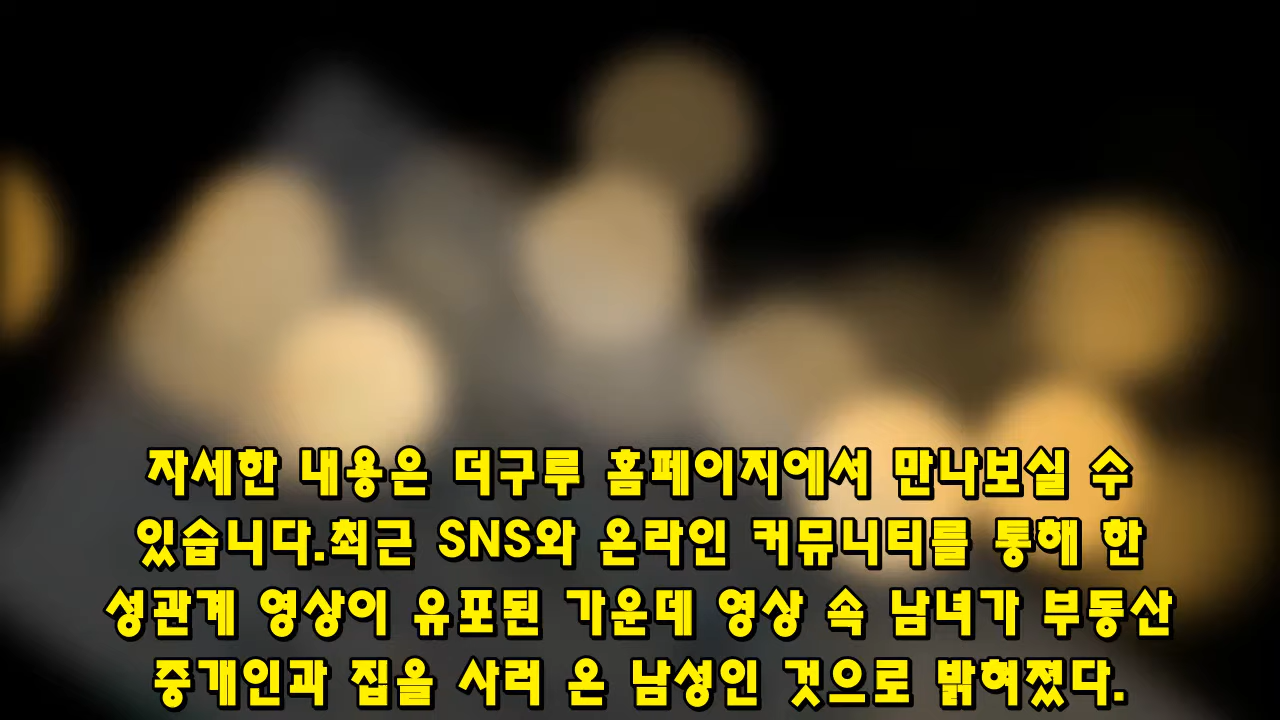 자세한 내용은 더구루 홈페이지에서 만나보실 수
있습니다.최근 SNS와 온라인 커뮤니티를 통해 한
성관계 영상이 유포된 가운데 영상 속 남녀가 부동산
중개인과 집을 사러 온 남성인 것으로 밝혀졌다.